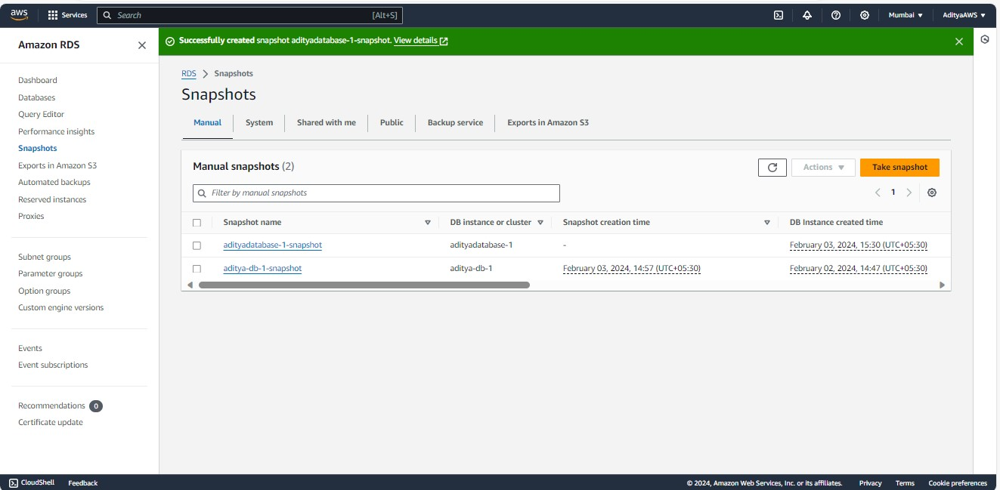 aws Services Search [Alt+S] Mumbai ▼ AdityaAWS ▼
Amazon RDS
Dashboard
Databases
Query Editor
Performance insights
Snapshots
Exports in Amazon S3
Automated backups
Reserved instances
Proxies
Subnet groups
Parameter groups
Option groups
Custom engine versions
Events
Event subscriptions
Recommendations 0
Certificate update
Successfully created snapshot adityadatabase-1-snapshot. View details
RDS > Snapshots
Snapshots
Manual System Shared with me Public Backup service Exports in Amazon S3
Manual snapshots (2) Actions ▼ Take snapshot
Filter by manual snapshots < 1 >
Snapshot name DB instance or cluster Snapshot creation time DB Instance created time
adityadatabase-1-snapshot adityadatabase-1 - February 03, 2024, 15:30 (UTC+05:30)
aditya-db-1-snapshot aditya-db-1 February 03, 2024, 14:57 (UTC+05:30) February 02, 2024, 14:47 (UTC+05:30)
CloudShell Feedback © 2024, Amazon Web Services, Inc. or its affiliates. Privacy Terms Cookie preferences